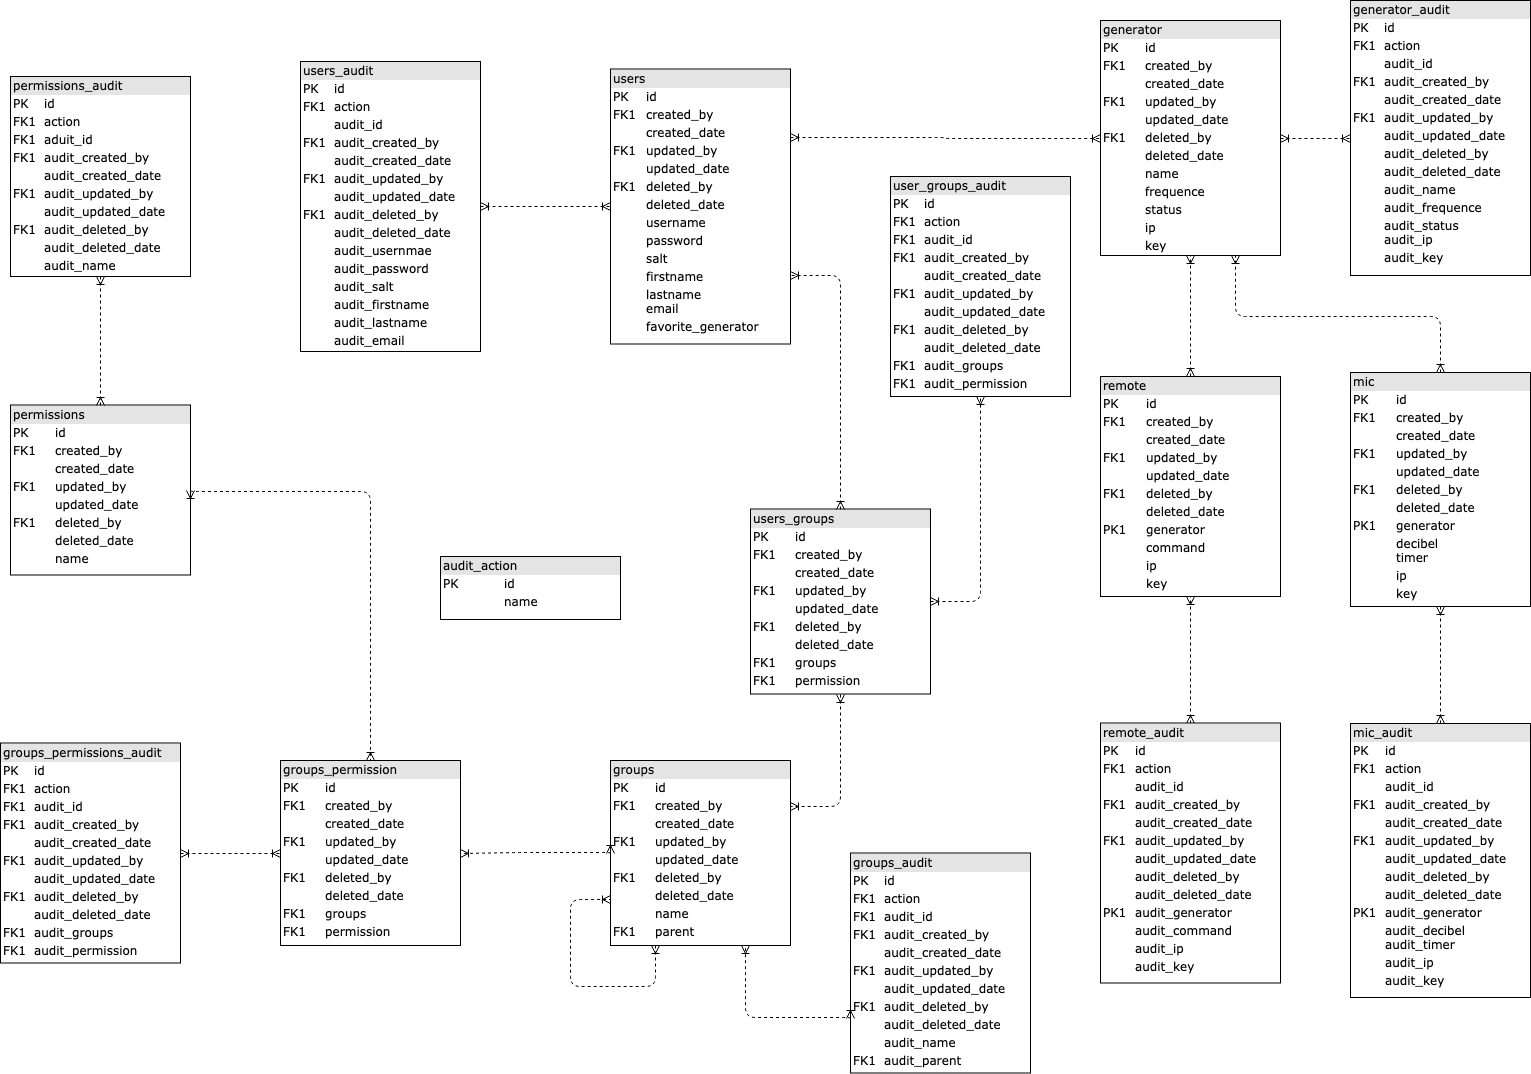 permissions_audit
PK id
FK1 action
FK1 aduit_id
FK1 audit_created_by
audit_created_date
FK1 audit_updated_by
audit_updated_date
FK1 audit_deleted_by
audit_deleted_date
audit_name
users_audit
PK id
FK1 action
audit_id
FK1 audit_created_by
audit_created_date
FK1 audit_updated_by
audit_updated_date
FK1 audit_deleted_by
audit_deleted_date
audit_usernmae
audit_password
audit_salt
audit_firstname
audit_lastname
audit_email
users
PK id
FK1 created_by
created_date
FK1 updated_by
updated_date
FK1 deleted_by
deleted_date
username
password
salt
firstname
lastname
email
favorite_generator
user_groups_audit
PK id
FK1 action
FK1 audit_id
FK1 audit_created_by
audit_created_date
FK1 audit_updated_by
audit_updated_date
FK1 audit_deleted_by
audit_deleted_date
FK1 audit_groups
FK1 audit_permission
generator
PK id
FK1 created_by
created_date
FK1 updated_by
updated_date
FK1 deleted_by
deleted_date
name
frequence
status
ip
key
generator_audit
PK id
FK1 action
audit_id
FK1 audit_created_by
audit_created_date
FK1 audit_updated_by
audit_updated_date
FK1 audit_deleted_by
audit_deleted_date
audit_name
audit_frequence
audit_status
audit_ip
audit_key
permissions
PK id
FK1 created_by
created_date
FK1 updated_by
updated_date
FK1 deleted_by
deleted_date
name
audit_action
PK id
name
users_groups
PK id
FK1 created_by
created_date
FK1 updated_by
updated_date
FK1 deleted_by
deleted_date
FK1 groups
FK1 permission
remote
PK id
FK1 created_by
created_date
FK1 updated_by
updated_date
FK1 deleted_by
deleted_date
PK1 generator
command
ip
key
mic
PK id
FK1 created_by
created_date
FK1 updated_by
updated_date
FK1 deleted_by
deleted_date
PK1 generator
decibel
timer
ip
key
groups_permissions_audit
PK id
FK1 action
FK1 audit_id
FK1 audit_created_by
audit_created_date
FK1 audit_updated_by
audit_updated_date
FK1 audit_deleted_by
audit_deleted_date
FK1 audit_groups
FK1 audit_permission
groups_permission
PK id
FK1 created_by
created_date
FK1 updated_by
updated_date
FK1 deleted_by
deleted_date
FK1 groups
FK1 permission
groups
PK id
FK1 created_by
created_date
FK1 updated_by
updated_date
FK1 deleted_by
deleted_date
name
FK1 parent
groups_audit
PK id
FK1 action
FK1 audit_id
FK1 audit_created_by
audit_created_date
FK1 audit_updated_by
audit_updated_date
FK1 audit_deleted_by
audit_deleted_date
audit_name
FK1 audit_parent
remote_audit
PK id
FK1 action
audit_id
FK1 audit_created_by
audit_created_date
FK1 audit_updated_by
audit_updated_date
audit_deleted_by
audit_deleted_date
PK1 audit_generator
audit_command
audit_ip
audit_key
mic_audit
PK id
FK1 action
audit_id
FK1 audit_created_by
audit_created_date
FK1 audit_updated_by
audit_updated_date
audit_deleted_by
audit_deleted_date
PK1 audit_generator
audit_decibel
audit_timer
audit_ip
audit_key